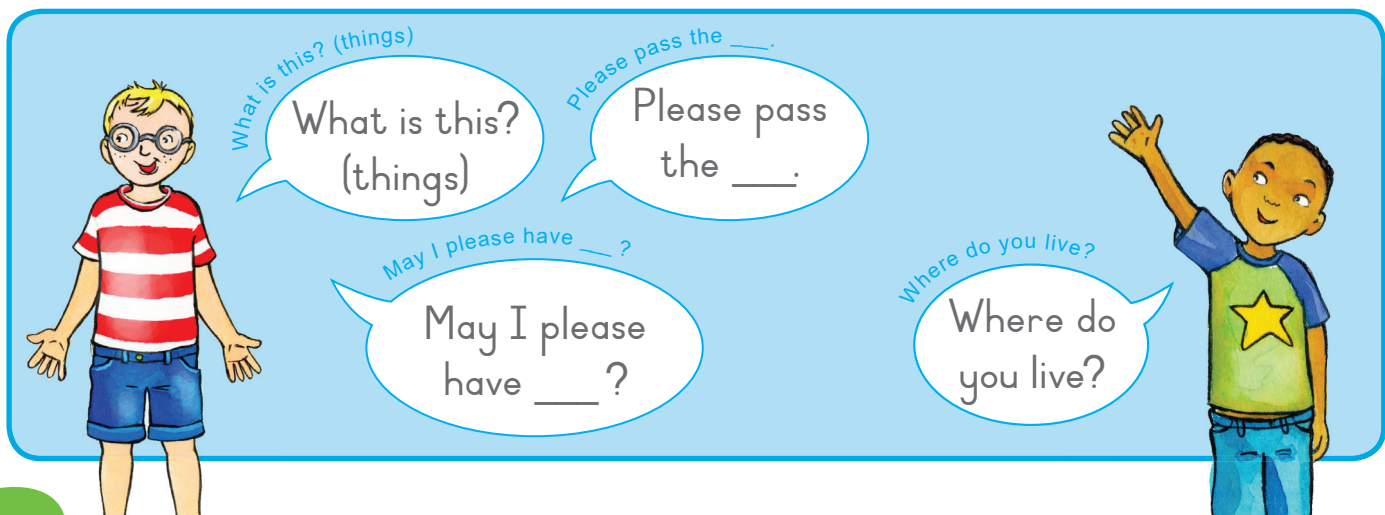 What is this? (things)
What is this?
(things)
Please pass the ___.
Please pass
the ___.
May I please have ___ ?
May I please
have ___ ?
Where do you live?
Where do
you live?